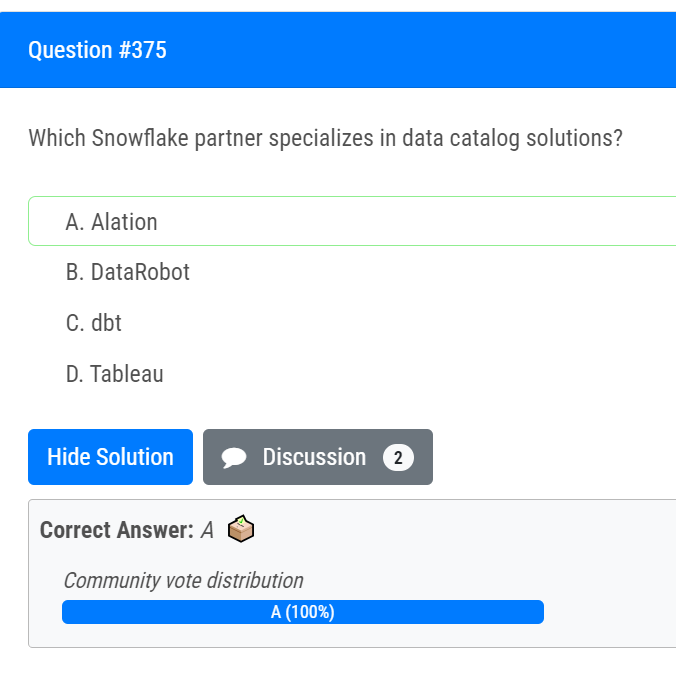 Question #375
Which Snowflake partner specializes in data catalog solutions?
A. Alation
B. DataRobot
C. dbt
D. Tableau
Hide Solution
Discussion 2
Correct Answer: A
Community vote distribution
A (100%)